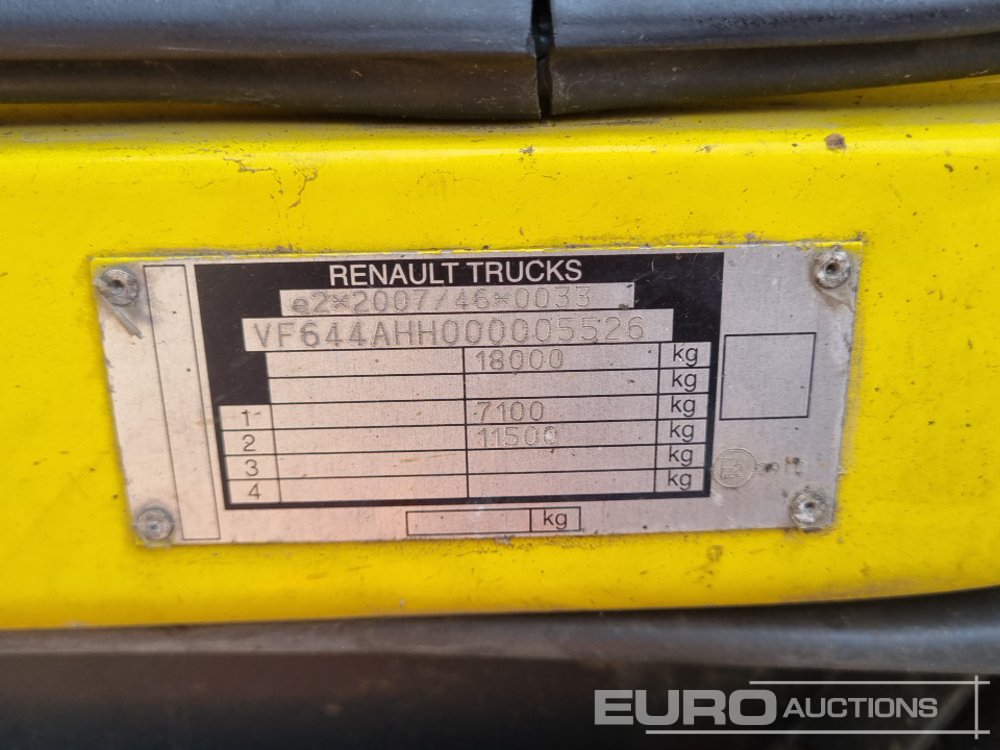 RENAULT TRUCKS
e2*2007/46*0033
VF644AHH000005526
18000 kg
kg
1 7100 kg
2 11500 kg
3 kg
4 kg
kg
EURO AUCTIONS